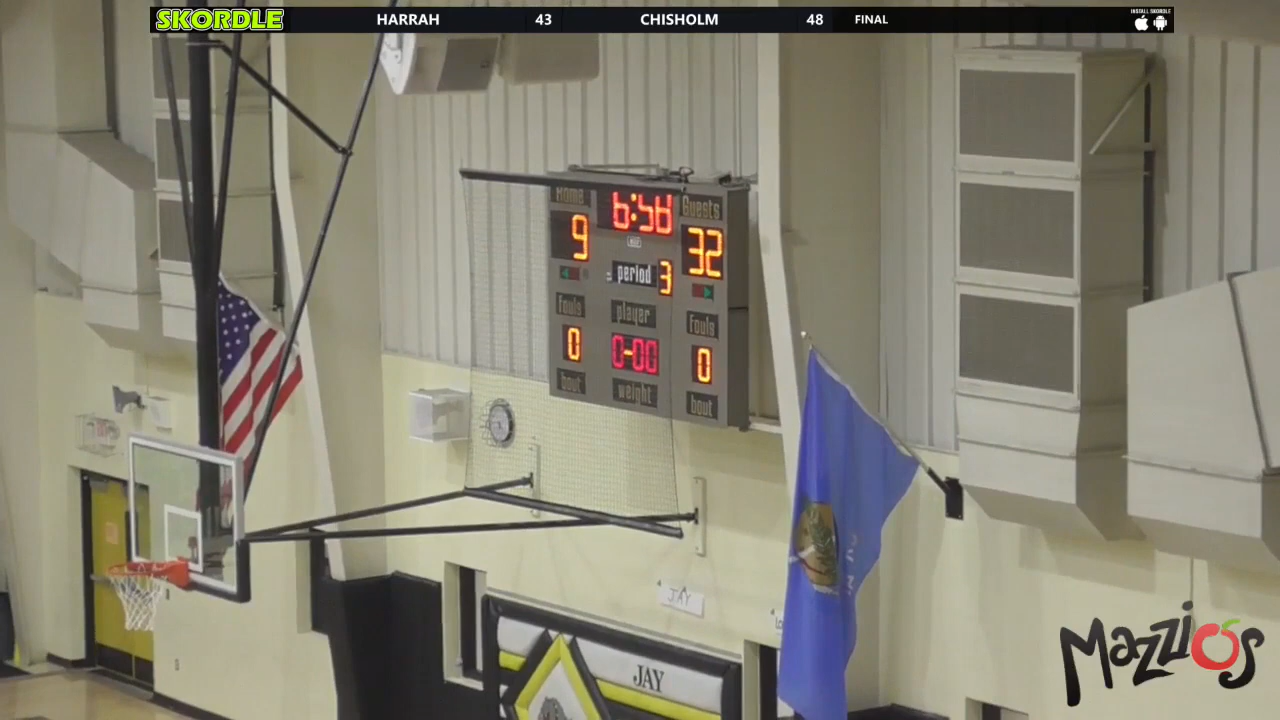 SKORDLE HARRAH 43 CHISHOLM 48 FINAL INSTALL SKORDLE
Home 6:56 Guests
9 32
period 3
Fouls player Fouls
0 0-00 0
bout weight bout
JAY
JAY
Mazzio's